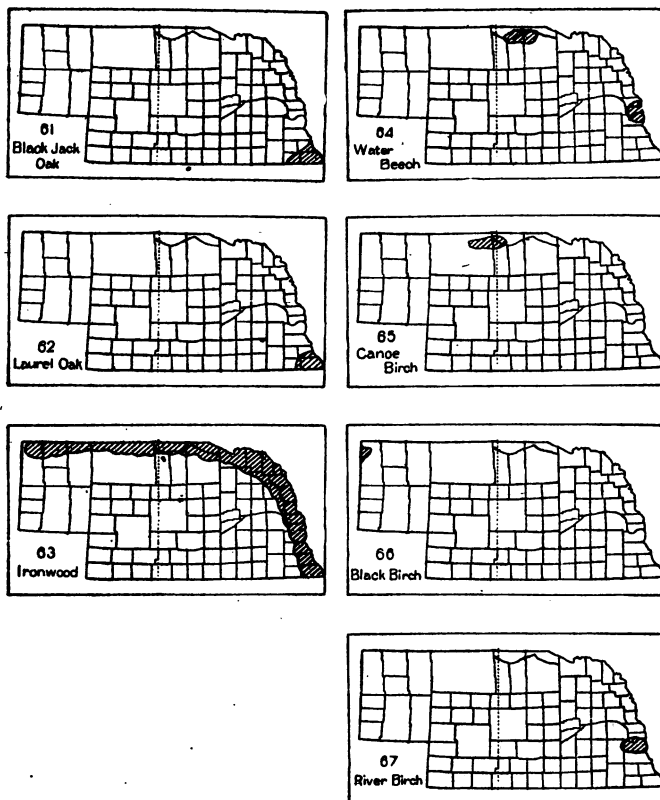 61
Black Jack
Oak
62
Laurel Oak
63
Ironwood
64
Water
Beech
65
Canoe
Birch
66
Black Birch
67
River Birch